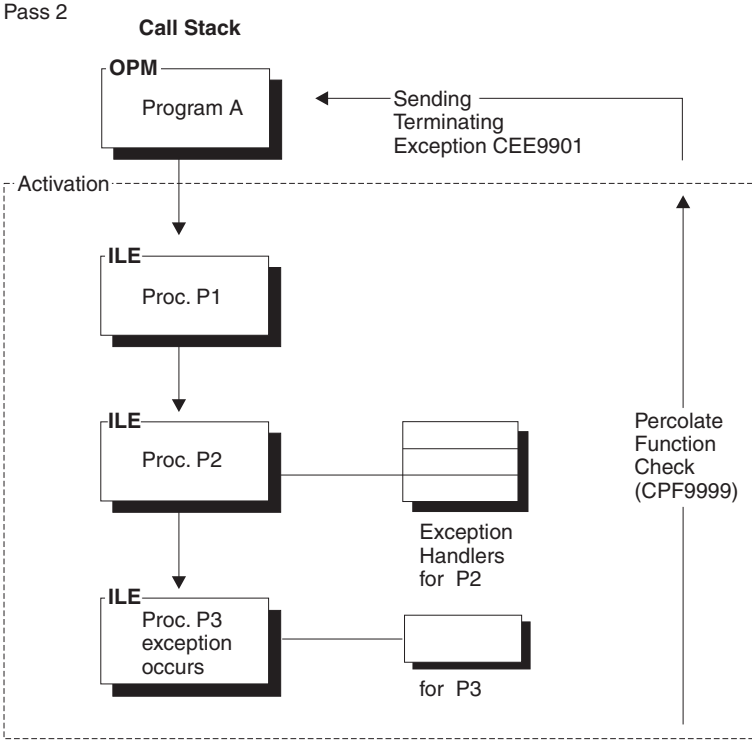 Pass 2
Call Stack
OPM
Program A
Sending
Terminating
Exception CEE9901
Activation
ILE
Proc. P1
ILE
Proc. P2
Exception
Handlers
for P2
Percolate
Function
Check
(CPF9999)
ILE
Proc. P3
exception
occurs
for P3